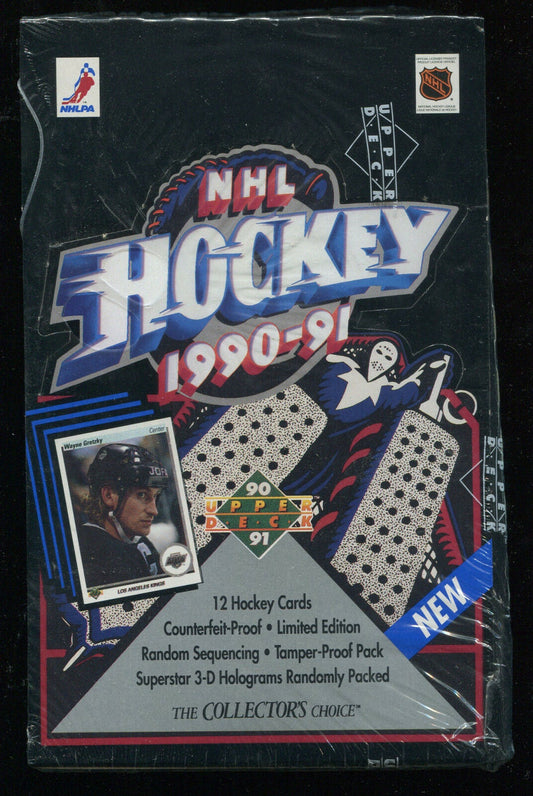 NHLPA
OFFICIAL LICENSED PRODUCT
NHL
NATIONAL HOCKEY LEAGUE
UPPER
DECK
NHL
HOCKEY
1990-91
Wayne Gretzky
Center
JOFA
LOS ANGELES KINGS
90
UPPER
DECK
91
UPPER
DECK
NEW
12 Hockey Cards
Counterfeit-Proof • Limited Edition
Random Sequencing • Tamper-Proof Pack
Superstar 3-D Holograms Randomly Packed
THE COLLECTOR'S CHOICE™